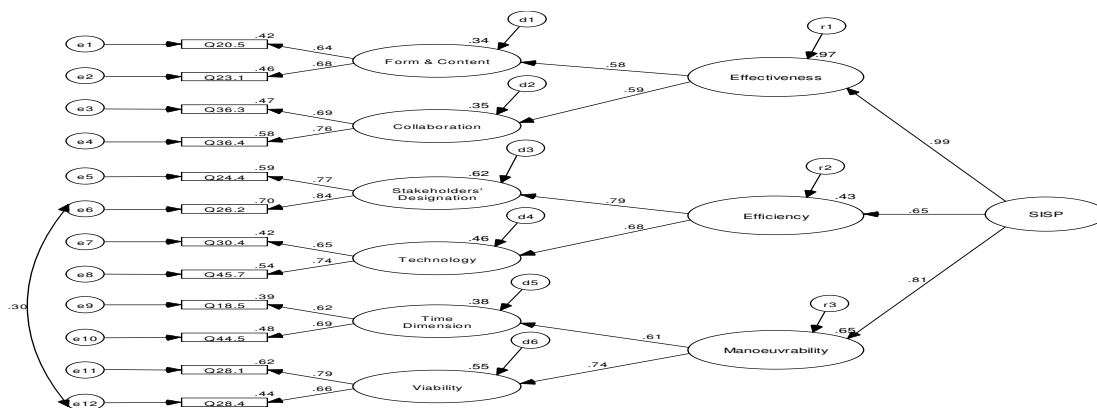 d1
r1
.42
.34
e1
Q20.5
.64
Form & Content
.97
.46
.58
Effectiveness
e2
Q23.1
.68
d2
.47
.59
e3
Q36.3
.69
.35
Collaboration
.58
.76
.99
e4
Q36.4
d3
.59
e5
Q24.4
.77
.62
r2
Stakeholders'
Designation
.70
.84
.79
.43
e6
Q26.2
Efficiency
.65
SISP
d4
.42
.68
e7
Q30.4
.65
.46
Technology
.54
.74
e8
Q45.7
.81
d5
.39
e9
Q18.5
.62
.38
r3
.30
Time
Dimension
.48
.69
.61
.65
e10
Q44.5
d6
Manoeuvrability
.62
e11
Q28.1
.79
.55
.74
Viability
.44
.66
e12
Q28.4